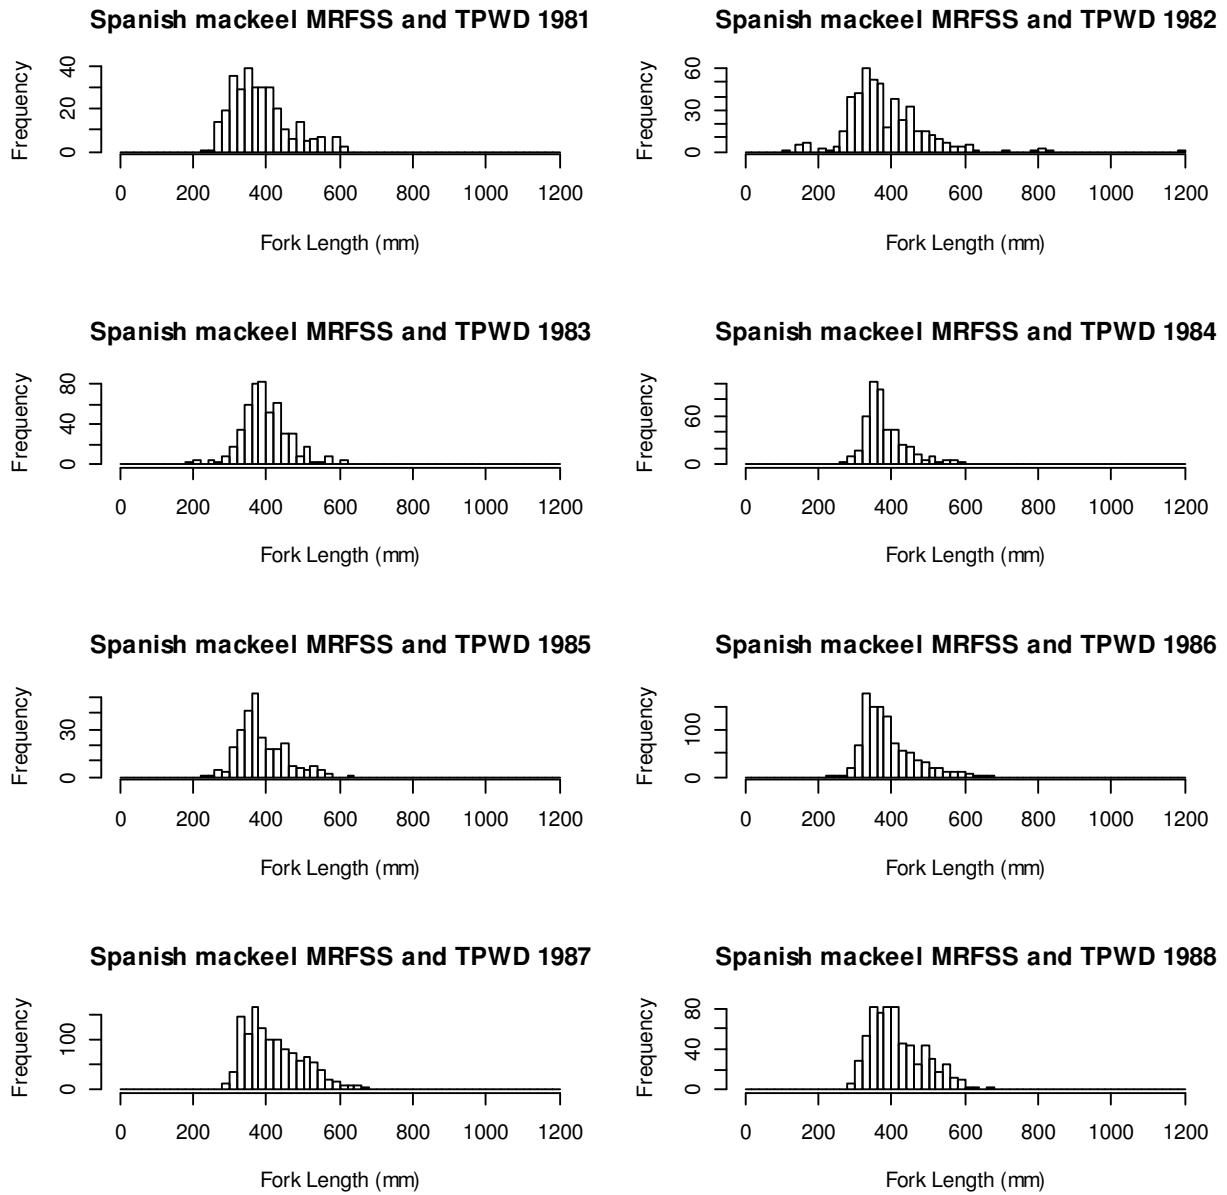 Spanish mackeel MRFSS and TPWD 1981
Frequency
0 20 40
0 200 400 600 800 1000 1200
Fork Length (mm)
Spanish mackeel MRFSS and TPWD 1982
Frequency
0 30 60
0 200 400 600 800 1000 1200
Fork Length (mm)
Spanish mackeel MRFSS and TPWD 1983
Frequency
0 40 80
0 200 400 600 800 1000 1200
Fork Length (mm)
Spanish mackeel MRFSS and TPWD 1984
Frequency
0 60
0 200 400 600 800 1000 1200
Fork Length (mm)
Spanish mackeel MRFSS and TPWD 1985
Frequency
0 30
0 200 400 600 800 1000 1200
Fork Length (mm)
Spanish mackeel MRFSS and TPWD 1986
Frequency
0 100
0 200 400 600 800 1000 1200
Fork Length (mm)
Spanish mackeel MRFSS and TPWD 1987
Frequency
0 100
0 200 400 600 800 1000 1200
Fork Length (mm)
Spanish mackeel MRFSS and TPWD 1988
Frequency
0 40 80
0 200 400 600 800 1000 1200
Fork Length (mm)